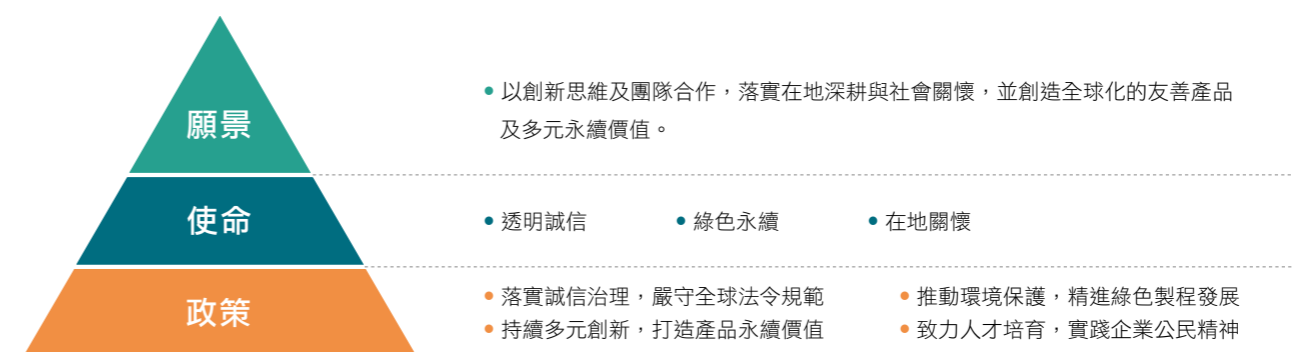 願景
• 以創新思維及團隊合作，落實在地深耕與社會關懷，並創造全球化的友善產品
及多元永續價值。
使命
• 透明誠信 • 綠色永續 • 在地關懷
政策
• 落實誠信治理，嚴守全球法令規範 • 推動環境保護，精進綠色製程發展
• 持續多元創新，打造產品永續價值 • 致力人才培育，實踐企業公民精神